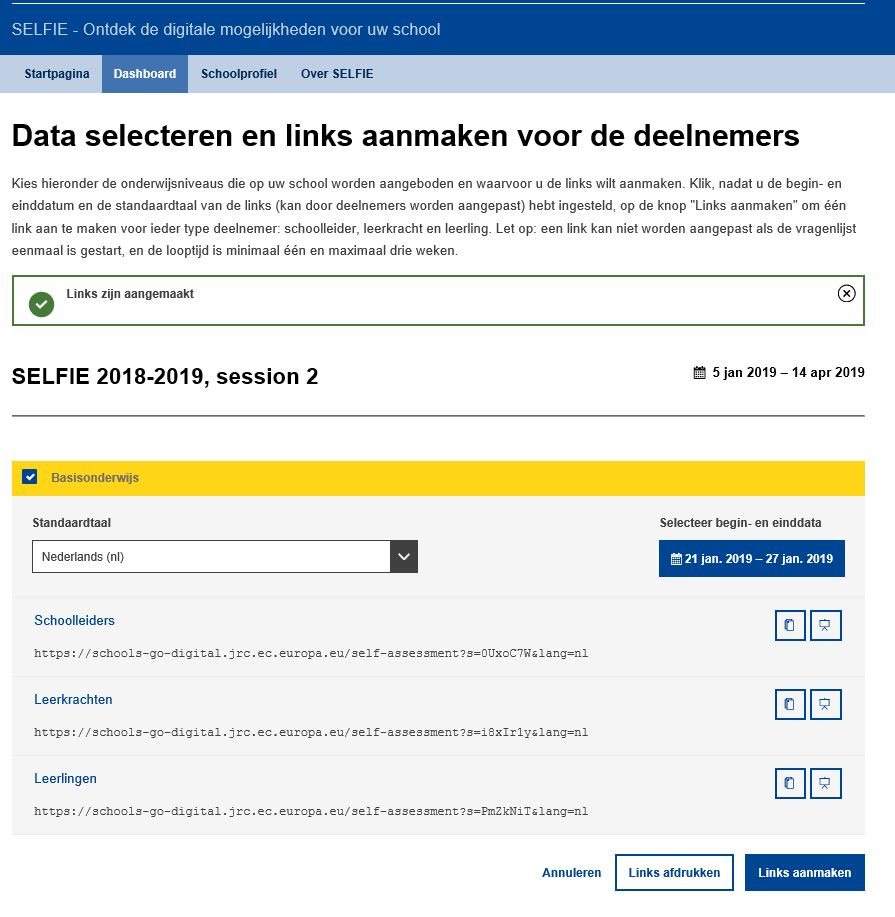 SELFIE - Ontdek de digitale mogelijkheden voor uw school
Startpagina Dashboard Schoolprofiel Over SELFIE
Data selecteren en links aanmaken voor de deelnemers
Kies hieronder de onderwijsniveaus die op uw school worden aangeboden en waarvoor u de links wilt aanmaken. Klik, nadat u de begin- en
einddatum en de standaardtaal van de links (kan door deelnemers worden aangepast) hebt ingesteld, op de knop "Links aanmaken" om één
link aan te maken voor ieder type deelnemer: schoolleider, leerkracht en leerling. Let op: een link kan niet worden aangepast als de vragenlijst
eenmaal is gestart, en de looptijd is minimaal één en maximaal drie weken.
Links zijn aangemaakt
SELFIE 2018-2019, session 2
5 jan 2019 – 14 apr 2019
Basisonderwijs
Standaardtaal
Selecteer begin- en einddata
Nederlands (nl)
21 jan. 2019 – 27 jan. 2019
Schoolleiders
https://schools-go-digital.jrc.ec.europa.eu/self-assessment?s=0UxoC7W&lang=nl
Leerkrachten
https://schools-go-digital.jrc.ec.europa.eu/self-assessment?s=i8xIr1y&lang=nl
Leerlingen
https://schools-go-digital.jrc.ec.europa.eu/self-assessment?s=PmZkNiT&lang=nl
Annuleren Links afdrukken Links aanmaken